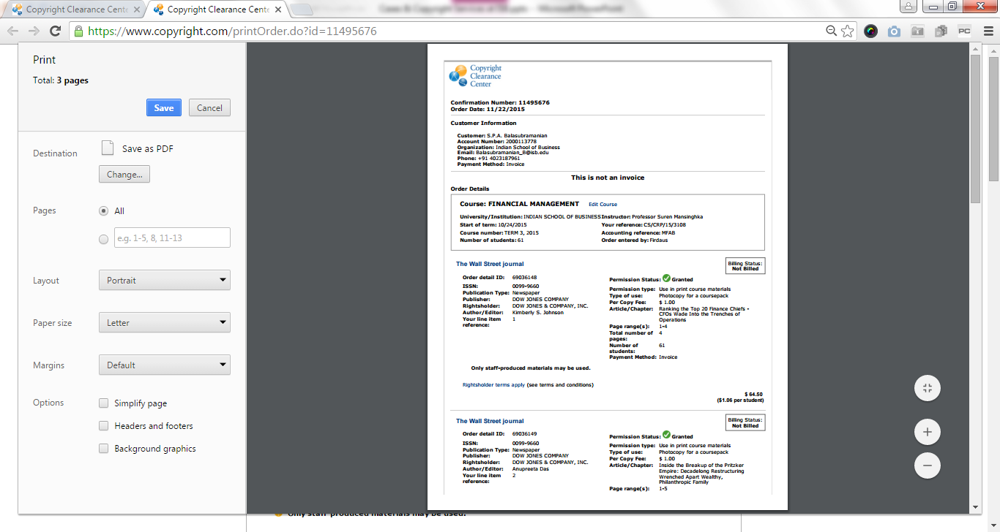 Copyright Clearance Cente
Copyright Clearance Cente
Microsoft PowerPoint
https://www.copyright.com/printOrder.do?id=11495676
PC
Print
Total: 3 pages
Save
Cancel
Destination
Save as PDF
Change...
Pages
All
e.g. 1-5, 8, 11-13
Layout
Portrait
Paper size
Letter
Margins
Default
Options
Simplify page
Headers and footers
Background graphics
Copyright
Clearance
Center
Confirmation Number: 11495676
Order Date: 11/22/2015
Customer Information
Customer: S.P.A. Balasubramanian
Account Number: 2000113778
Organization: Indian School of Business
Email: Balasubramanian_B@isb.edu
Phone: +91 4023187961
Payment Method: Invoice
This is not an invoice
Order Details
Course: FINANCIAL MANAGEMENT Edit Course
University/Institution: INDIAN SCHOOL OF BUSINESS Instructor: Professor Suren Mansinghka
Start of term: 10/24/2015 Your reference: CS/CRP/15/3108
Course number: TERM 3, 2015 Accounting reference: MFAB
Number of students: 61 Order entered by: Firdaus
The Wall Street journal
Billing Status:
Not Billed
Order detail ID: 69036148
ISSN: 0099-9660
Publication Type: Newspaper
Publisher: DOW JONES COMPANY
Rightsholder: DOW JONES & COMPANY, INC.
Author/Editor: Kimberly S. Johnson
Your line item 1
reference:
Permission Status: Granted
Permission type: Use in print course materials
Type of use: Photocopy for a coursepack
Per Copy Fee: $ 1.00
Article/Chapter: Ranking the Top 20 Finance Chiefs -
CFOs Wade Into the Trenches of
Operations
Page range(s): 1-4
Total number of 4
pages:
Number of 61
students:
Payment Method: Invoice
Only staff-produced materials may be used.
Rightsholder terms apply (see terms and conditions)
$ 64.50
($1.06 per student)
The Wall Street journal
Billing Status:
Not Billed
Order detail ID: 69036149
ISSN: 0099-9660
Publication Type: Newspaper
Publisher: DOW JONES COMPANY
Rightsholder: DOW JONES & COMPANY, INC.
Author/Editor: Anupreeta Das
Your line item 2
reference:
Permission Status: Granted
Permission type: Use in print course materials
Type of use: Photocopy for a coursepack
Per Copy Fee: $ 1.00
Article/Chapter: Inside the Breakup of the Pritzker
Empire: Decadelong Restructuring
Wrenched Apart Wealthy,
Philanthropic Family
Page range(s): 1-5
Only staff-produced materials may be used.